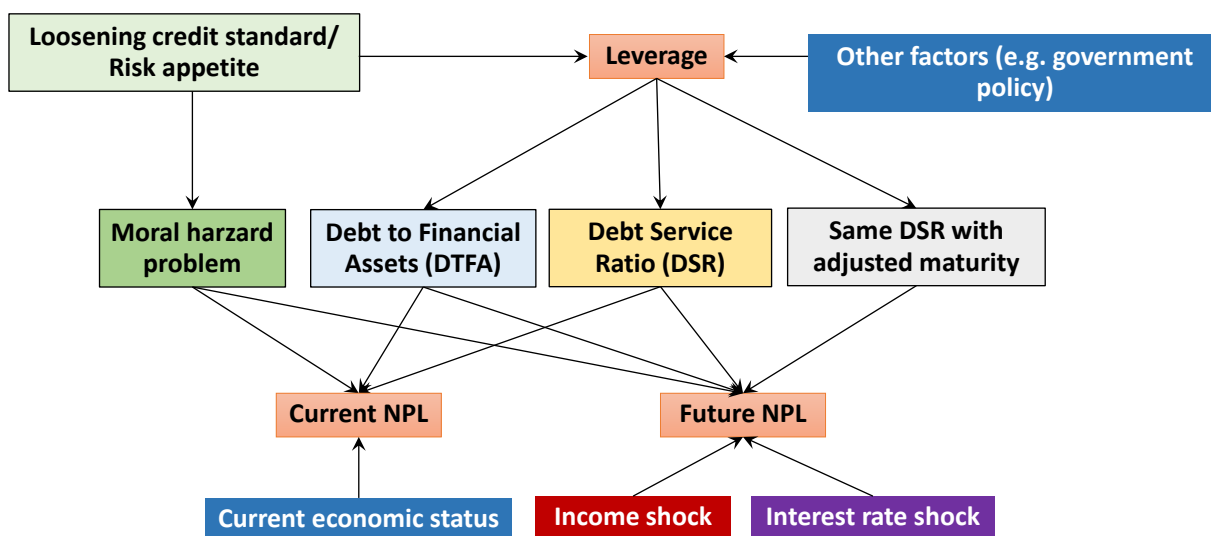 Loosening credit standard/
Risk appetite
Leverage
Other factors (e.g. government
policy)
Moral harzard
problem
Debt to Financial
Assets (DTFA)
Debt Service
Ratio (DSR)
Same DSR with
adjusted maturity
Current NPL
Future NPL
Current economic status
Income shock
Interest rate shock